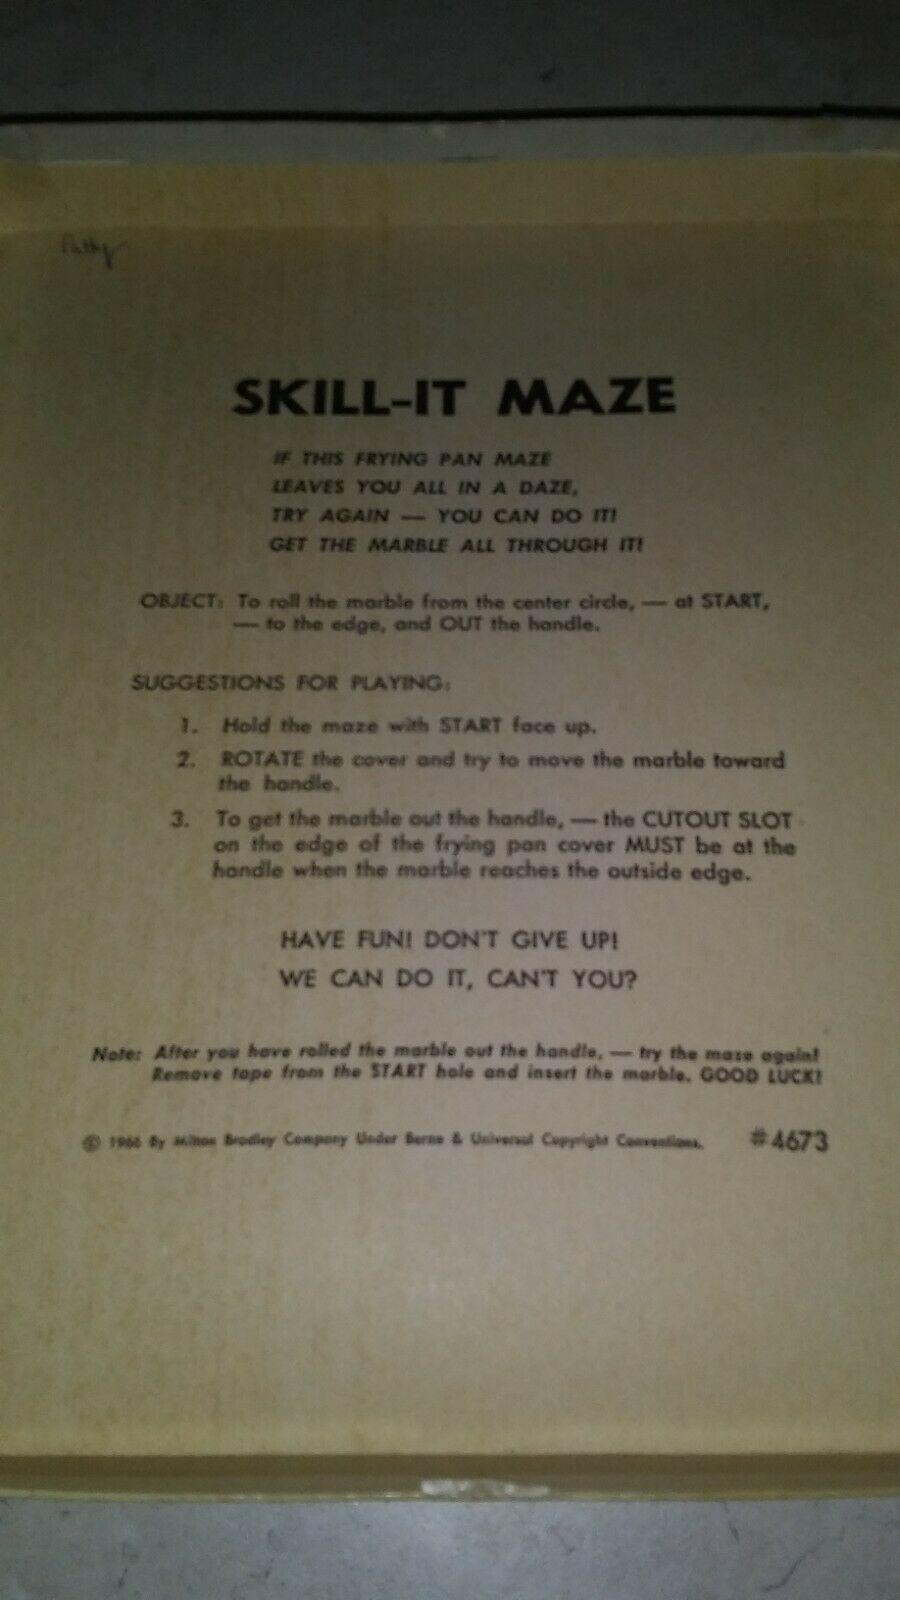 Patty
SKILL-IT MAZE
IF THIS FRYING PAN MAZE
LEAVES YOU ALL IN A DAZE,
TRY AGAIN — YOU CAN DO IT!
GET THE MARBLE ALL THROUGH IT!
OBJECT: To roll the marble from the center circle, — at START,
— to the edge, and OUT the handle.
SUGGESTIONS FOR PLAYING:
1. Hold the maze with START face up.
2. ROTATE the cover and try to move the marble toward
the handle.
3. To get the marble out the handle, — the CUTOUT SLOT
on the edge of the frying pan cover MUST be at the
handle when the marble reaches the outside edge.
HAVE FUN! DON'T GIVE UP!
WE CAN DO IT, CAN'T YOU?
Note: After you have rolled the marble out the handle, — try the maze again!
Remove tape from the START hole and insert the marble. GOOD LUCK!
© 1966 By Milton Bradley Company Under Berne & Universal Copyright Conventions. #4673